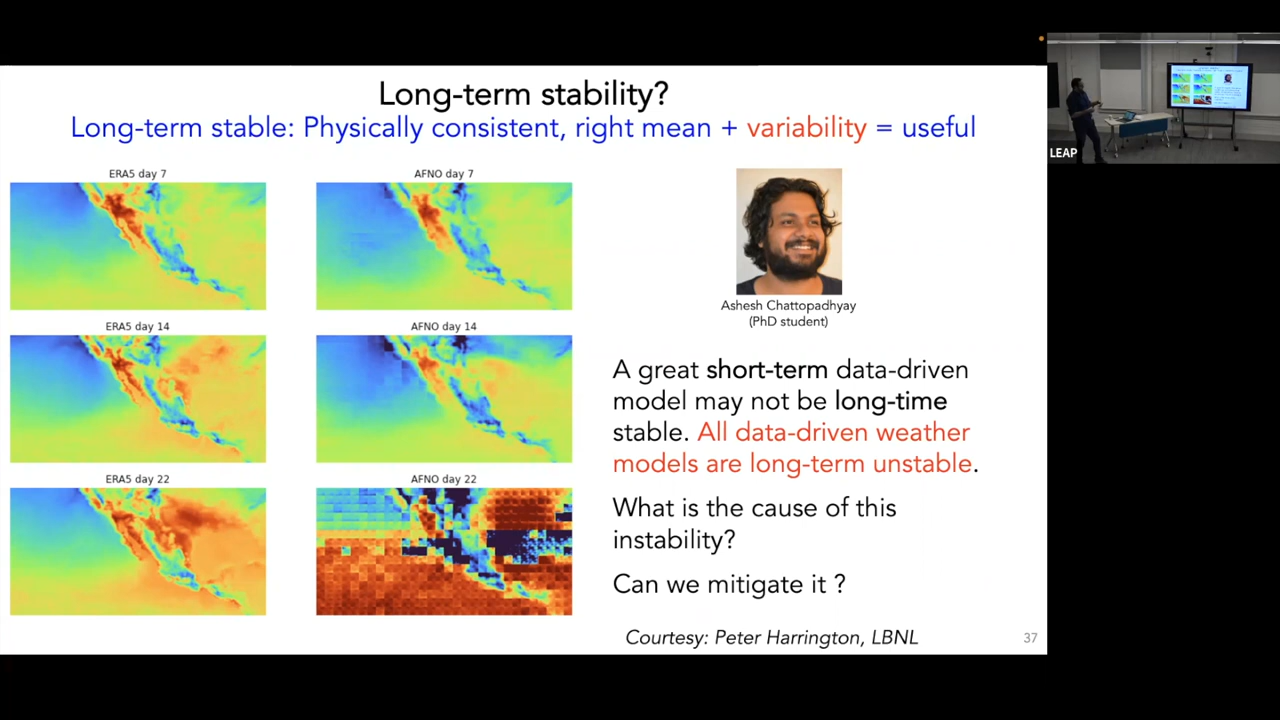 Long-term stability?
Long-term stable: Physically consistent, right mean + variability = useful
ERA5 day 7
AFNO day 7
ERA5 day 14
AFNO day 14
ERA5 day 22
AFNO day 22
Ashesh Chattopadhyay
(PhD student)
A great short-term data-driven
model may not be long-time
stable. All data-driven weather
models are long-term unstable.
What is the cause of this
instability?
Can we mitigate it ?
Courtesy: Peter Harrington, LBNL
37
LEAP